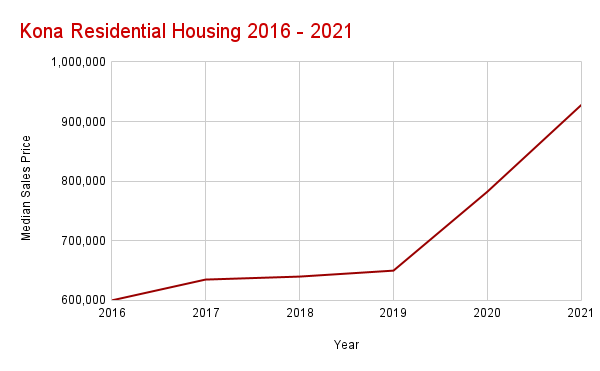 Kona Residential Housing 2016 - 2021
1,000,000
900,000
800,000
700,000
600,000
Median Sales Price
2016 2017 2018 2019 2020 2021
Year